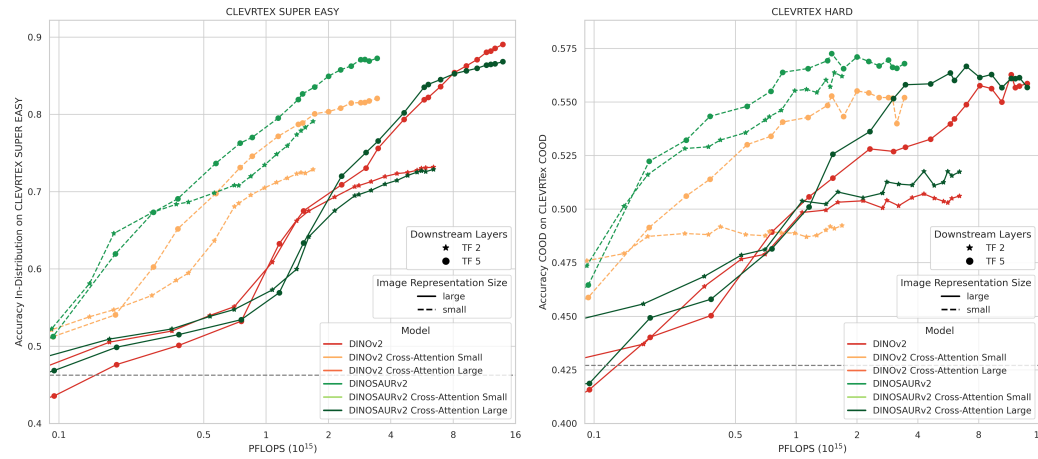 CLEVRTEX SUPER EASY
Accuracy In-Distribution on CLEVRTEX SUPER EASY
0.9
0.8
0.7
0.6
0.5
0.4
0.1
0.5
1
2
4
8
16
PFLOPS (10¹⁵)
Downstream Layers
TF 2
TF 5
Image Representation Size
large
small
Model
DINOv2
DINOv2 Cross-Attention Small
DINOv2 Cross-Attention Large
DINOSAURv2
DINOSAURv2 Cross-Attention Small
DINOSAURv2 Cross-Attention Large
CLEVRTEX HARD
Accuracy COOD on CLEVRTex COOD
0.575
0.550
0.525
0.500
0.475
0.450
0.425
0.400
0.1
0.5
1
2
4
8
1
PFLOPS (10¹⁵)
Downstream Layers
TF 2
TF 5
Image Representation Size
large
small
Model
DINOv2
DINOv2 Cross-Attention Small
DINOv2 Cross-Attention Large
DINOSAURv2
DINOSAURv2 Cross-Attention Small
DINOSAURv2 Cross-Attention Large